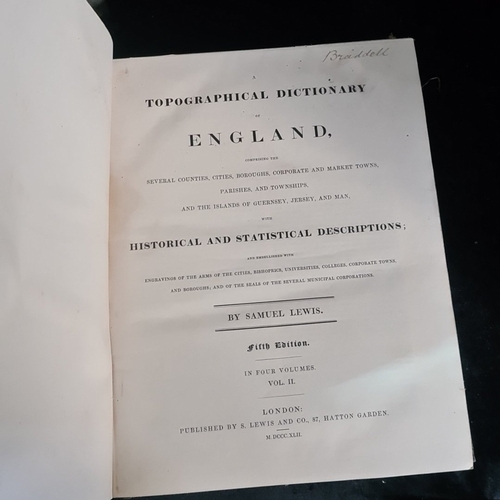 Braddell
A
TOPOGRAPHICAL DICTIONARY
OF
ENGLAND,
COMPRISING THE
SEVERAL COUNTIES, CITIES, BOROUGHS, CORPORATE AND MARKET TOWNS,
PARISHES, AND TOWNSHIPS,
AND THE ISLANDS OF GUERNSEY, JERSEY, AND MAN,
WITH
HISTORICAL AND STATISTICAL DESCRIPTIONS;
AND EMBELLISHED WITH
ENGRAVINGS OF THE ARMS OF THE CITIES, BISHOPRICS, UNIVERSITIES, COLLEGES, CORPORATE TOWNS,
AND BOROUGHS; AND OF THE SEALS OF THE SEVERAL MUNICIPAL CORPORATIONS.
BY SAMUEL LEWIS.
Fifth Edition.
IN FOUR VOLUMES.
VOL. II.
LONDON:
PUBLISHED BY S. LEWIS AND CO., 87, HATTON GARDEN.
M.DCCC.XLII.